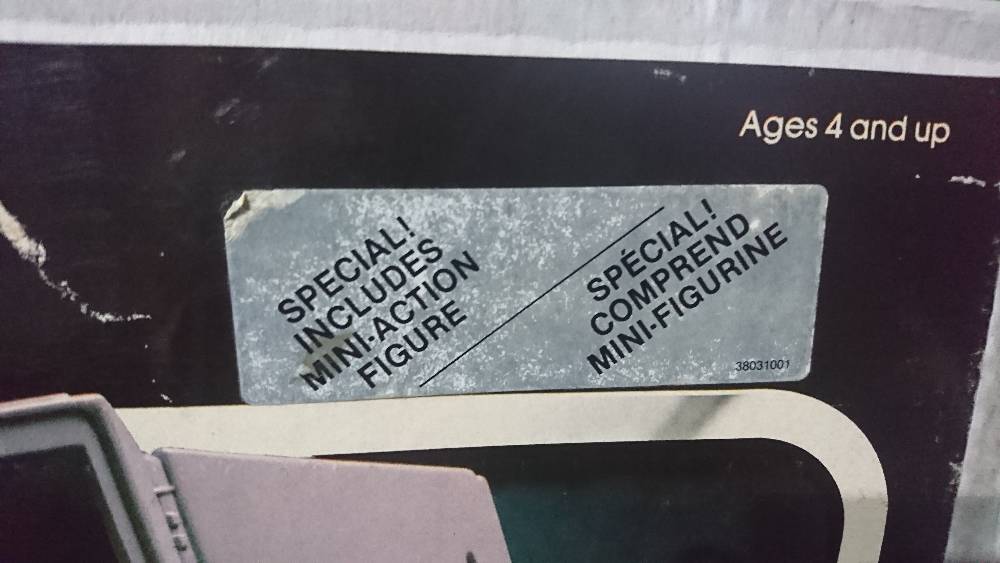 Ages 4 and up
SPECIAL!
INCLUDES
MINI-ACTION
FIGURE
SPÉCIAL!
COMPREND
MINI-FIGURINE
38031001